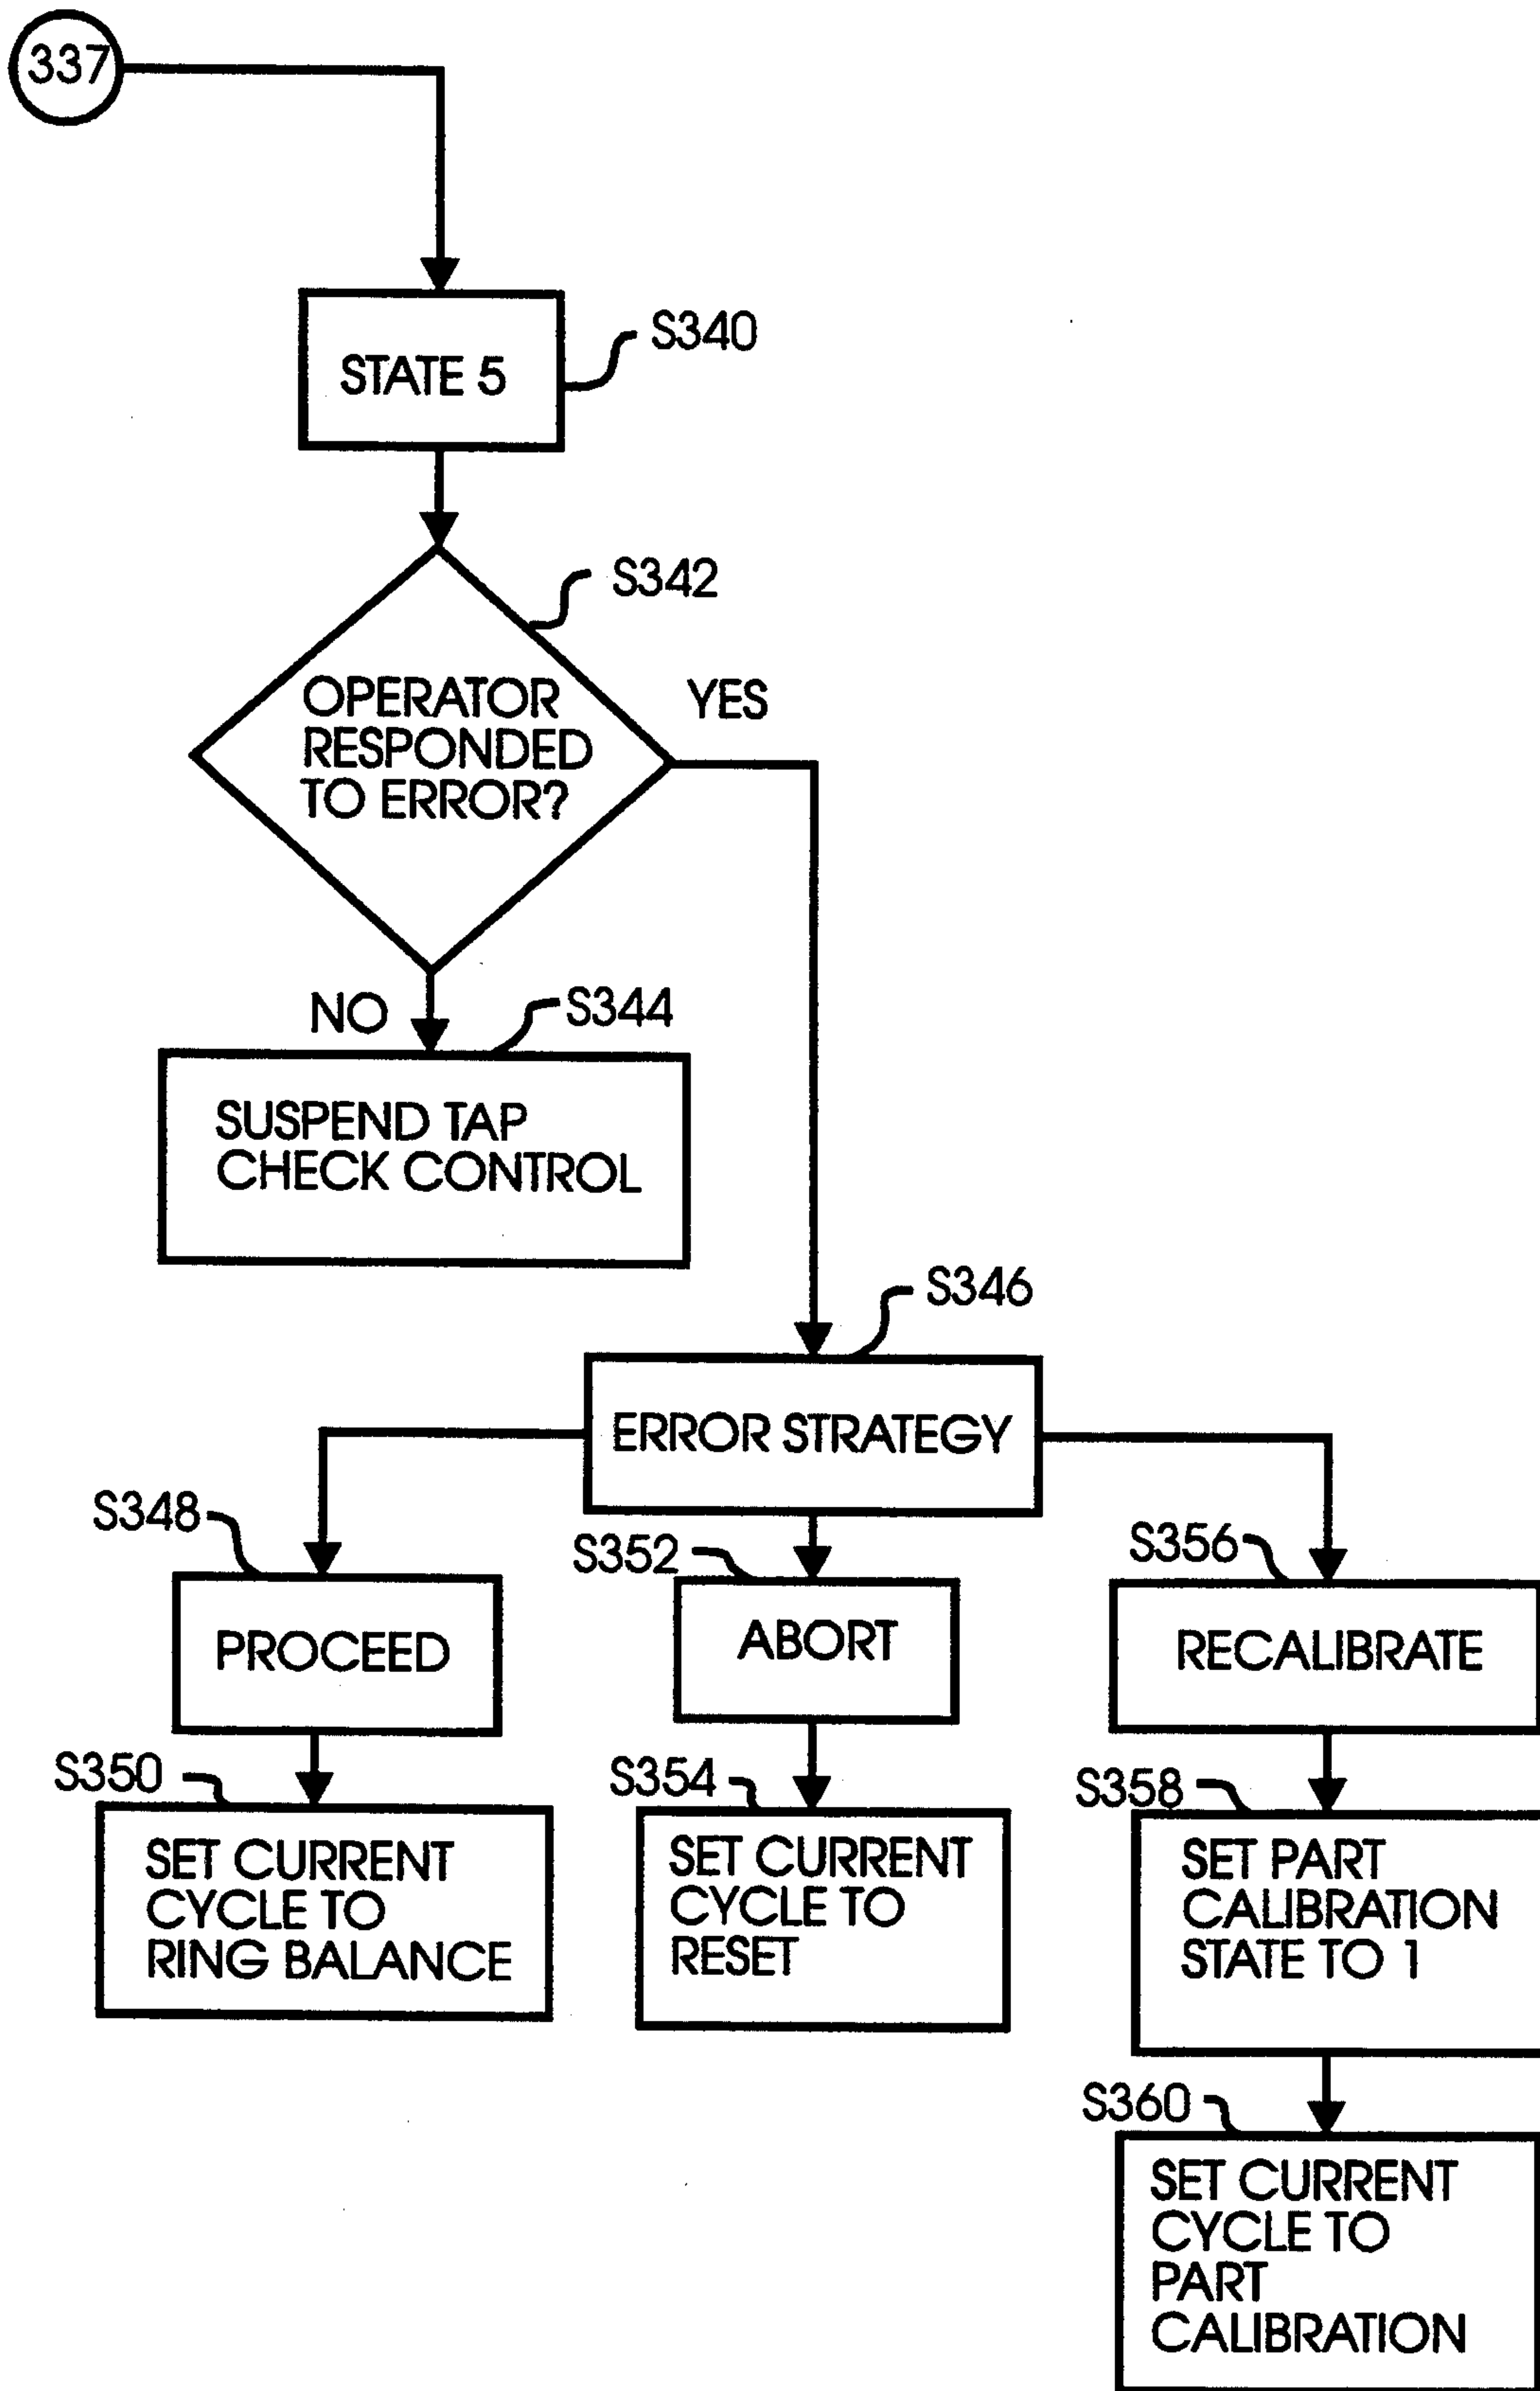 337
STATE 5
S340
S342
OPERATOR
RESPONDED
TO ERROR?
YES
NO
S344
SUSPEND TAP
CHECK CONTROL
S346
ERROR STRATEGY
S348
PROCEED
S352
ABORT
S356
RECALIBRATE
S350
SET CURRENT
CYCLE TO
RING BALANCE
S354
SET CURRENT
CYCLE TO
RESET
S358
SET PART
CALIBRATION
STATE TO 1
S360
SET CURRENT
CYCLE TO
PART
CALIBRATION